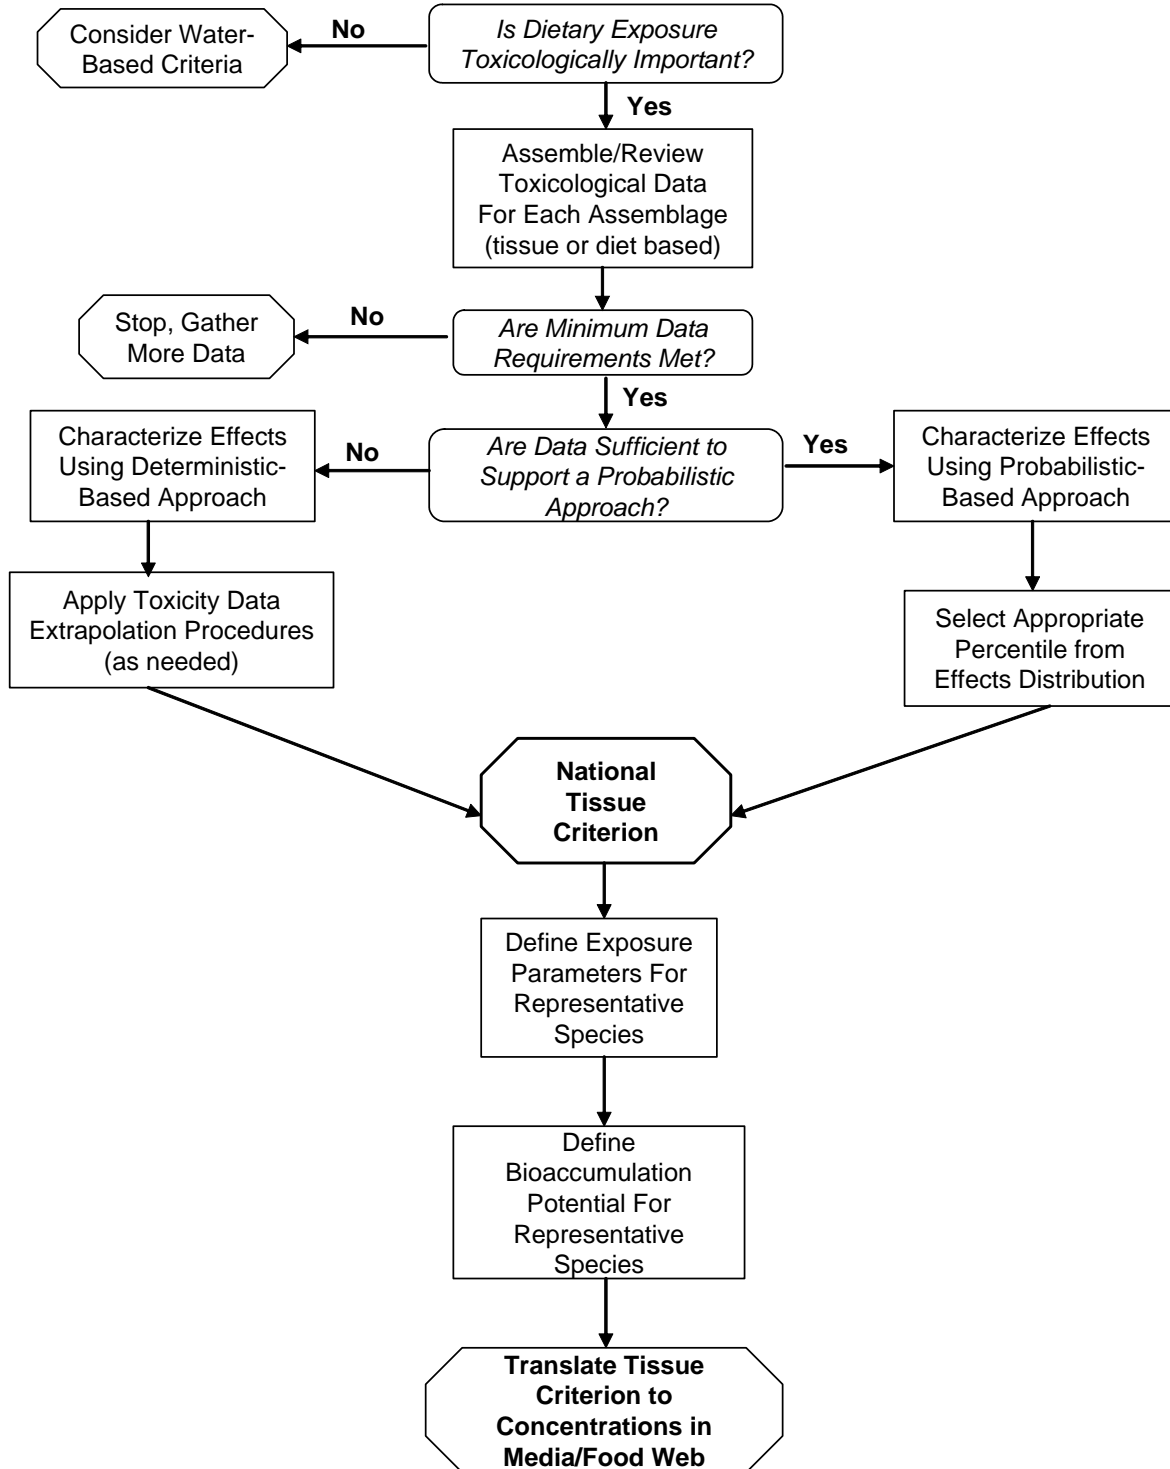 Consider Water-
Based Criteria
No
Is Dietary Exposure
Toxicologically Important?
Yes
Assemble/Review
Toxicological Data
For Each Assemblage
(tissue or diet based)
Stop, Gather
More Data
No
Are Minimum Data
Requirements Met?
Yes
Characterize Effects
Using Deterministic-
Based Approach
No
Are Data Sufficient to
Support a Probabilistic
Approach?
Yes
Characterize Effects
Using Probabilistic-
Based Approach
Apply Toxicity Data
Extrapolation Procedures
(as needed)
Select Appropriate
Percentile from
Effects Distribution
National
Tissue
Criterion
Define Exposure
Parameters For
Representative
Species
Define
Bioaccumulation
Potential For
Representative
Species
Translate Tissue
Criterion to
Concentrations in
Media/Food Web